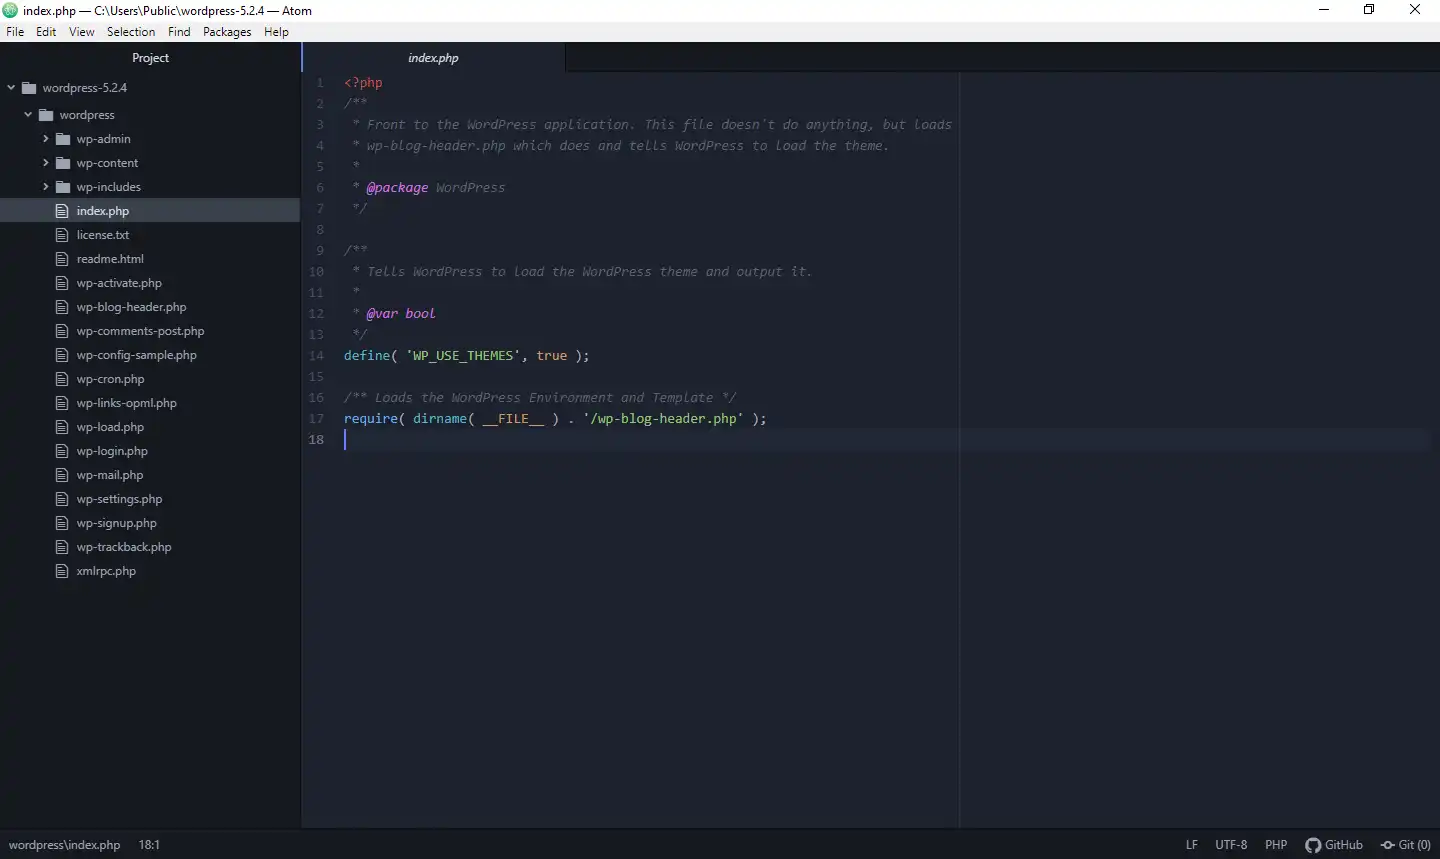 index.php — C:\Users\Public\wordpress-5.2.4 — Atom
File Edit View Selection Find Packages Help
Project
wordpress-5.2.4
wordpress
wp-admin
wp-content
wp-includes
index.php
license.txt
readme.html
wp-activate.php
wp-blog-header.php
wp-comments-post.php
wp-config-sample.php
wp-cron.php
wp-links-opml.php
wp-load.php
wp-login.php
wp-mail.php
wp-settings.php
wp-signup.php
wp-trackback.php
xmlrpc.php
index.php
1 <?php
2 /**
3  * Front to the WordPress application. This file doesn't do anything, but loads
4  * wp-blog-header.php which does and tells WordPress to load the theme.
5  *
6  * @package WordPress
7  */
8
9 /**
10  * Tells WordPress to load the WordPress theme and output it.
11  *
12  * @var bool
13  */
14 define( 'WP_USE_THEMES', true );
15
16 /** Loads the WordPress Environment and Template */
17 require( dirname( __FILE__ ) . '/wp-blog-header.php' );
18
wordpress\index.php 18:1 LF UTF-8 PHP GitHub Git (0)